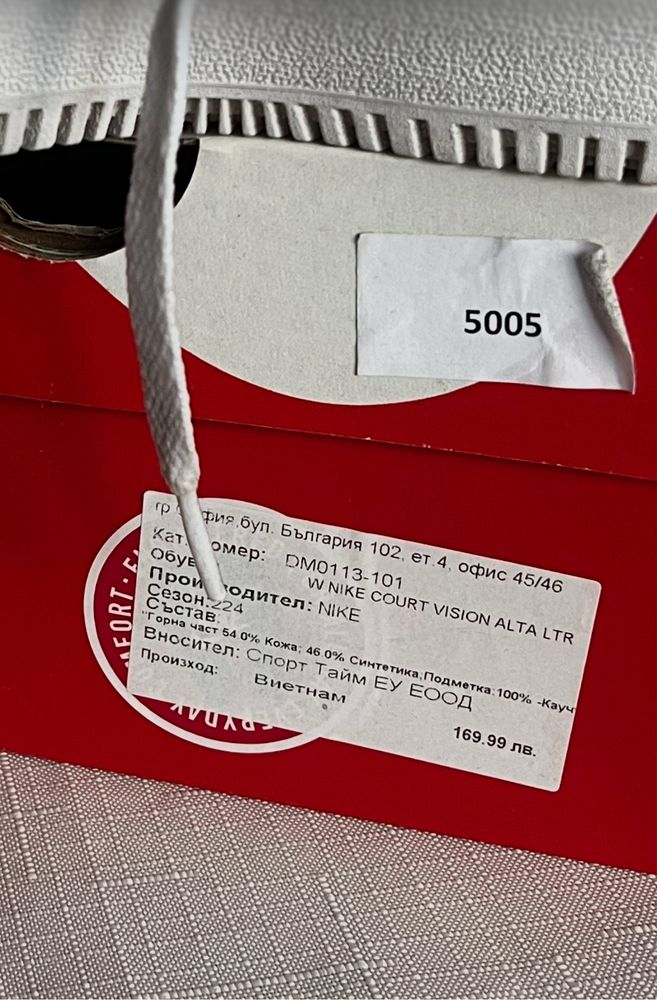 5005
гр София,бул. България 102, ет.4, офис 45/46
Кат. номер: DM0113-101
W NIKE COURT VISION ALTA LTR
Производител: NIKE
Сезон: 224
Състав:
"Горна част 54.0% Кожа; 46.0% Синтетика;Подметка:100% -Кауч
Вносител: Спорт Тайм ЕУ ЕООД
Произход: Виетнам
169.99 лв.